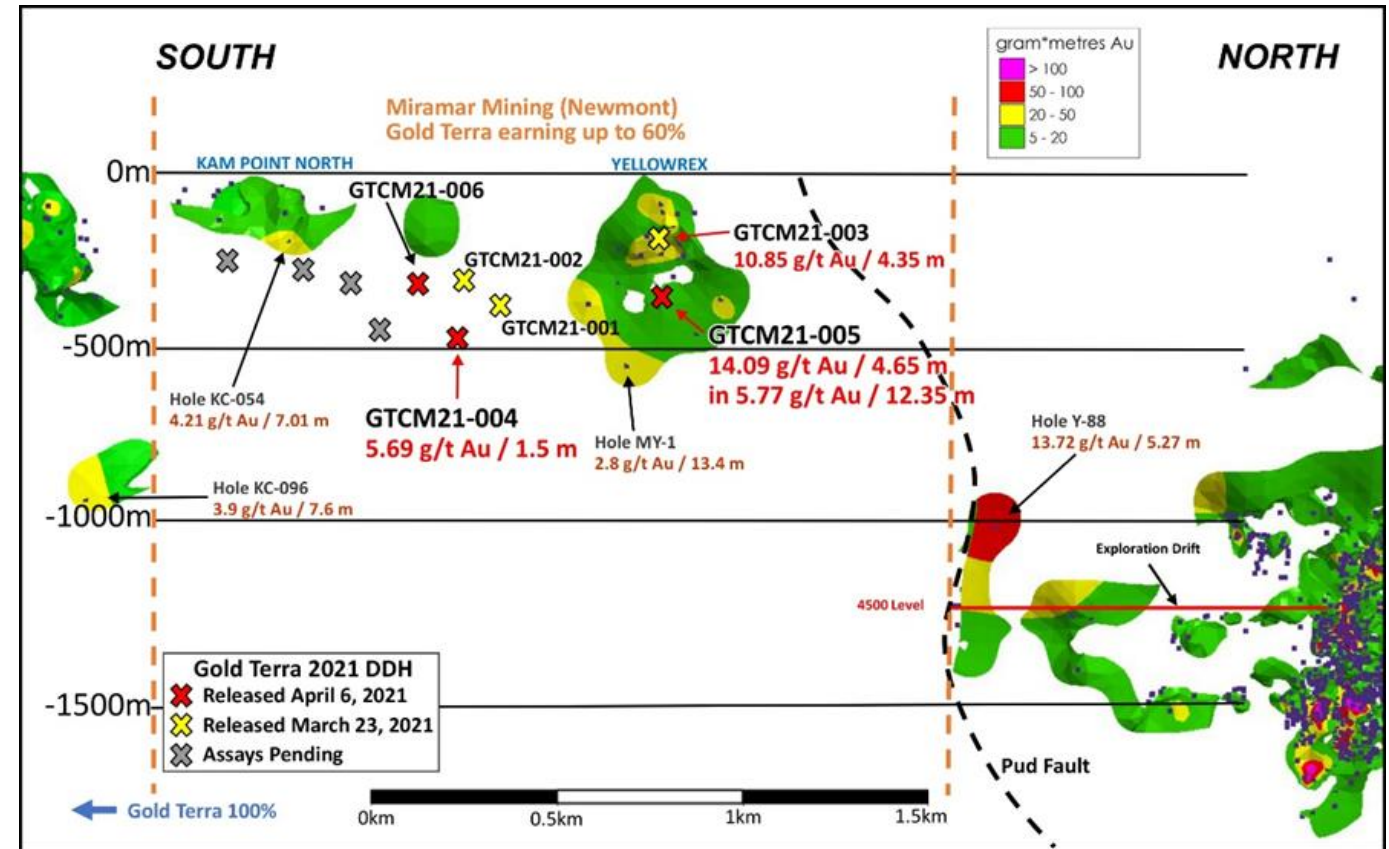 SOUTH
NORTH
gram*metres Au
> 100
50 - 100
20 - 50
5 - 20
Miramar Mining (Newmont)
Gold Terra earning up to 60%
KAM POINT NORTH
YELLOWREX
0m
GTCM21-006
GTCM21-002
GTCM21-001
GTCM21-003
10.85 g/t Au / 4.35 m
-500m
GTCM21-005
14.09 g/t Au / 4.65 m
in 5.77 g/t Au / 12.35 m
Hole KC-054
4.21 g/t Au / 7.01 m
GTCM21-004
5.69 g/t Au / 1.5 m
Hole MY-1
2.8 g/t Au / 13.4 m
Hole Y-88
13.72 g/t Au / 5.27 m
Hole KC-096
3.9 g/t Au / 7.6 m
-1000m
Exploration Drift
4500 Level
Gold Terra 2021 DDH
Released April 6, 2021
Released March 23, 2021
Assays Pending
-1500m
Pud Fault
Gold Terra 100%
0km
0.5km
1km
1.5km